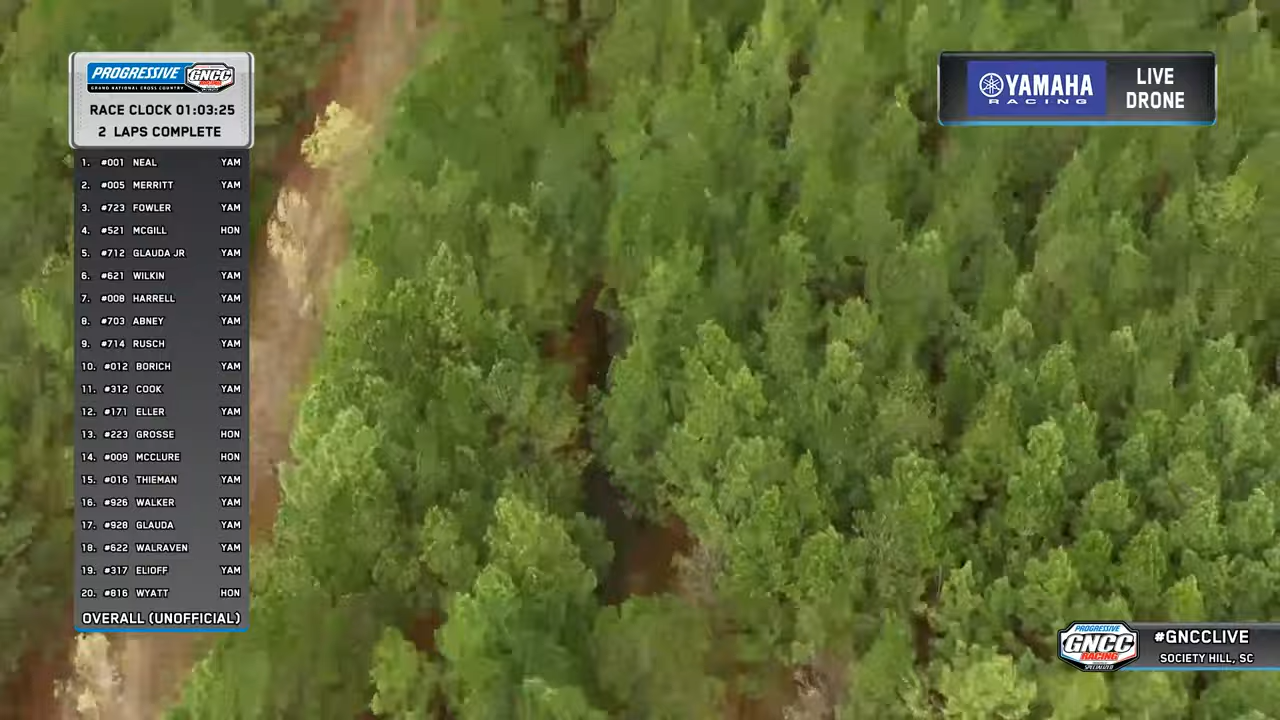 PROGRESSIVE GNCC RACING
GRAND NATIONAL CROSS COUNTRY
RACE CLOCK 01:03:25
2 LAPS COMPLETE
1. #001 NEAL YAM
2. #005 MERRITT YAM
3. #723 FOWLER YAM
4. #521 MCGILL HON
5. #712 GLAUDA JR YAM
6. #621 WILKIN YAM
7. #008 HARRELL YAM
8. #703 ABNEY YAM
9. #714 RUSCH YAM
10. #012 BORICH YAM
11. #312 COOK YAM
12. #171 ELLER YAM
13. #223 GROSSE HON
14. #009 MCCLURE HON
15. #016 THIEMAN YAM
16. #926 WALKER YAM
17. #928 GLAUDA YAM
18. #622 WALRAVEN YAM
19. #317 ELIOFF YAM
20. #816 WYATT HON
OVERALL (UNOFFICIAL)
YAMAHA
RACING
LIVE
DRONE
PROGRESSIVE
GNCC
RACING
SPECIALIZED
#GNCCLIVE
SOCIETY HILL, SC